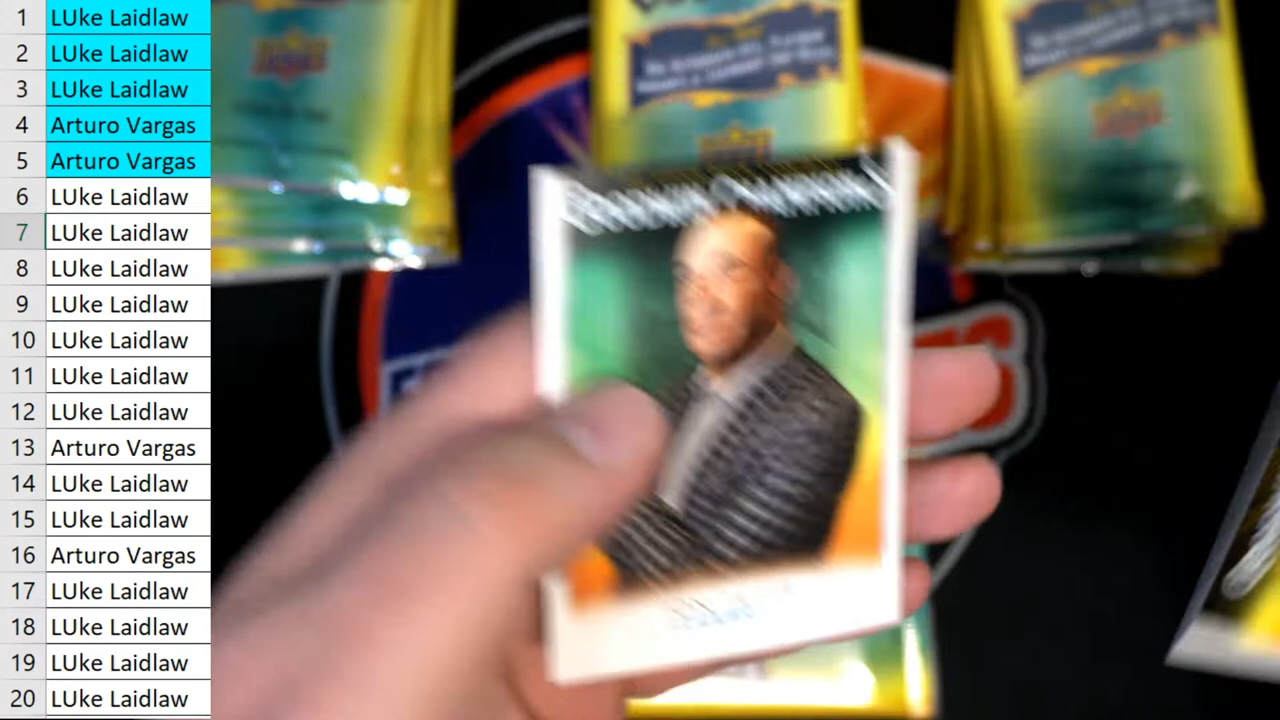 1 LUke Laidlaw
2 LUke Laidlaw
3 LUke Laidlaw
4 Arturo Vargas
5 Arturo Vargas
6 LUke Laidlaw
7 LUke Laidlaw
8 LUke Laidlaw
9 LUke Laidlaw
10 LUke Laidlaw
11 LUke Laidlaw
12 LUke Laidlaw
13 Arturo Vargas
14 LUke Laidlaw
15 LUke Laidlaw
16 Arturo Vargas
17 LUke Laidlaw
18 LUke Laidlaw
19 LUke Laidlaw
20 LUke Laidlaw
GOODWIN CHAMPIONS